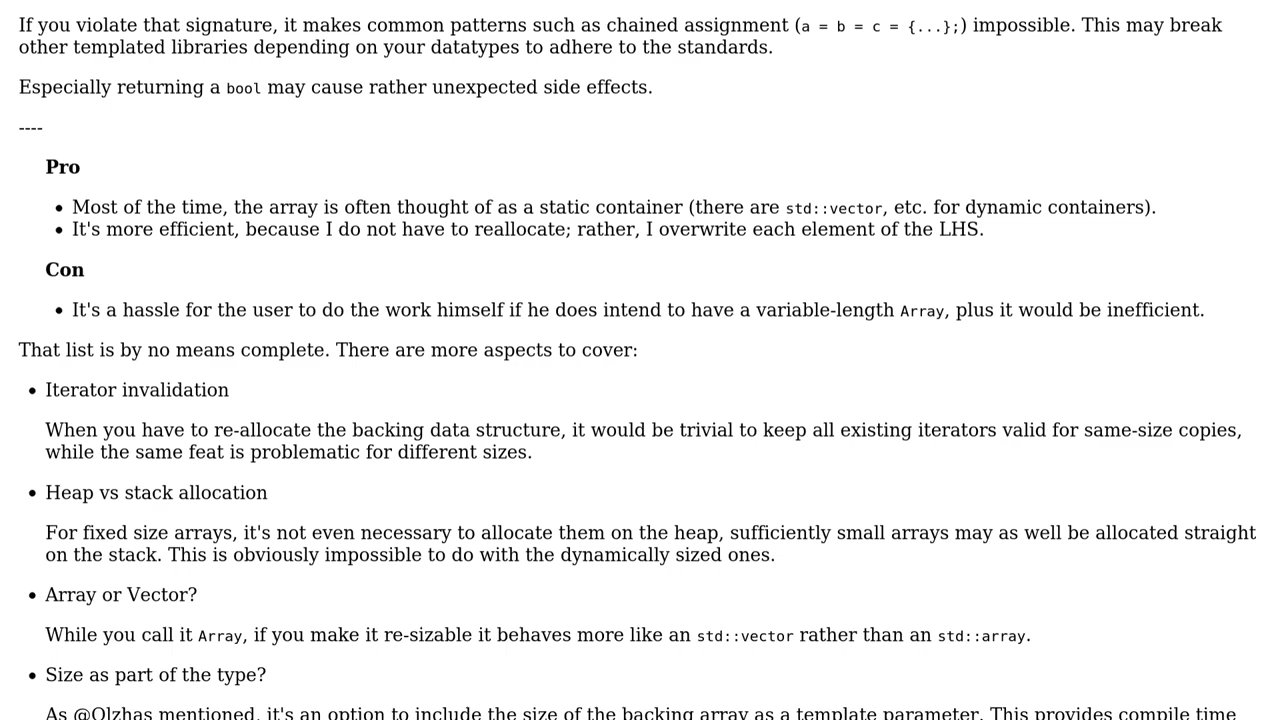 If you violate that signature, it makes common patterns such as chained assignment (a = b = c = {...};) impossible. This may break
other templated libraries depending on your datatypes to adhere to the standards.
Especially returning a bool may cause rather unexpected side effects.
----
Pro
• Most of the time, the array is often thought of as a static container (there are std::vector, etc. for dynamic containers).
• It's more efficient, because I do not have to reallocate; rather, I overwrite each element of the LHS.
Con
• It's a hassle for the user to do the work himself if he does intend to have a variable-length Array, plus it would be inefficient.
That list is by no means complete. There are more aspects to cover:
• Iterator invalidation
When you have to re-allocate the backing data structure, it would be trivial to keep all existing iterators valid for same-size copies,
while the same feat is problematic for different sizes.
• Heap vs stack allocation
For fixed size arrays, it's not even necessary to allocate them on the heap, sufficiently small arrays may as well be allocated straight
on the stack. This is obviously impossible to do with the dynamically sized ones.
• Array or Vector?
While you call it Array, if you make it re-sizable it behaves more like an std::vector rather than an std::array.
• Size as part of the type?
As @Olzhas mentioned, it's an option to include the size of the backing array as a template parameter. This provides compile time